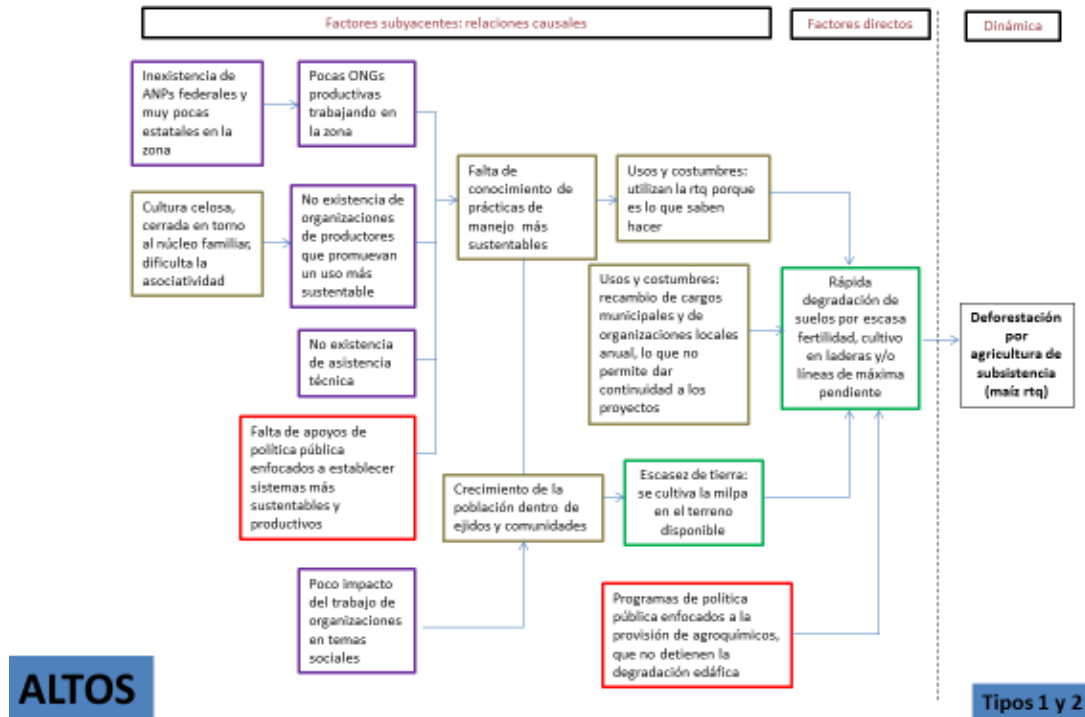 Factores subyacentes: relaciones causales
Factores directos
Dinámica
Inexistencia de
ANPs federales y
muy pocas
estatales en la
zona
Pocas ONGs
productivas
trabajando en
la zona
Cultura celosa,
cerrada en torno
al núcleo familiar,
dificulta la
asociatividad
No existencia de
organizaciones
de productores
que promuevan
un uso más
sustentable
No existencia
de asistencia
técnica
Falta de apoyos de
política pública
enfocados a establecer
sistemas más
sustentables y
productivos
Poco impacto
del trabajo de
organizaciones
en temas
sociales
Falta de
conocimiento de
prácticas de
manejo más
sustentables
Crecimiento de la
población dentro de
ejidos y comunidades
Usos y costumbres:
utilizan la rtq porque
es lo que saben
hacer
Usos y costumbres:
recambio de cargos
municipales y de
organizaciones locales
anual, lo que no
permite dar
continuidad a los
proyectos
Escasez de tierra:
se cultiva la milpa
en el terreno
disponible
Programas de política
pública enfocados a la
provisión de agroquímicos,
que no detienen la
degradación edáfica
Rápida
degradación de
suelos por escasa
fertilidad, cultivo
en laderas y/o
líneas de máxima
pendiente
Deforestación
por
agricultura de
subsistencia
(maíz rtq)
ALTOS
Tipos 1 y 2